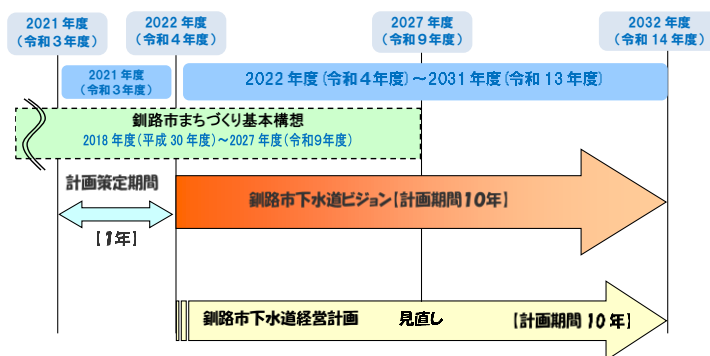 2021年度
(令和3年度)
2022年度
(令和4年度)
2027年度
(令和9年度)
2032年度
(令和14年度)
2021年度
(令和3年度)
2022年度(令和4年度)～2031年度(令和13年度)
釧路市まちづくり基本構想
2018年度(平成30年度)～2027年度(令和9年度)
計画策定期間
【1年】
釧路市下水道ビジョン【計画期間10年】
釧路市下水道経営計画 見直し 【計画期間10年】